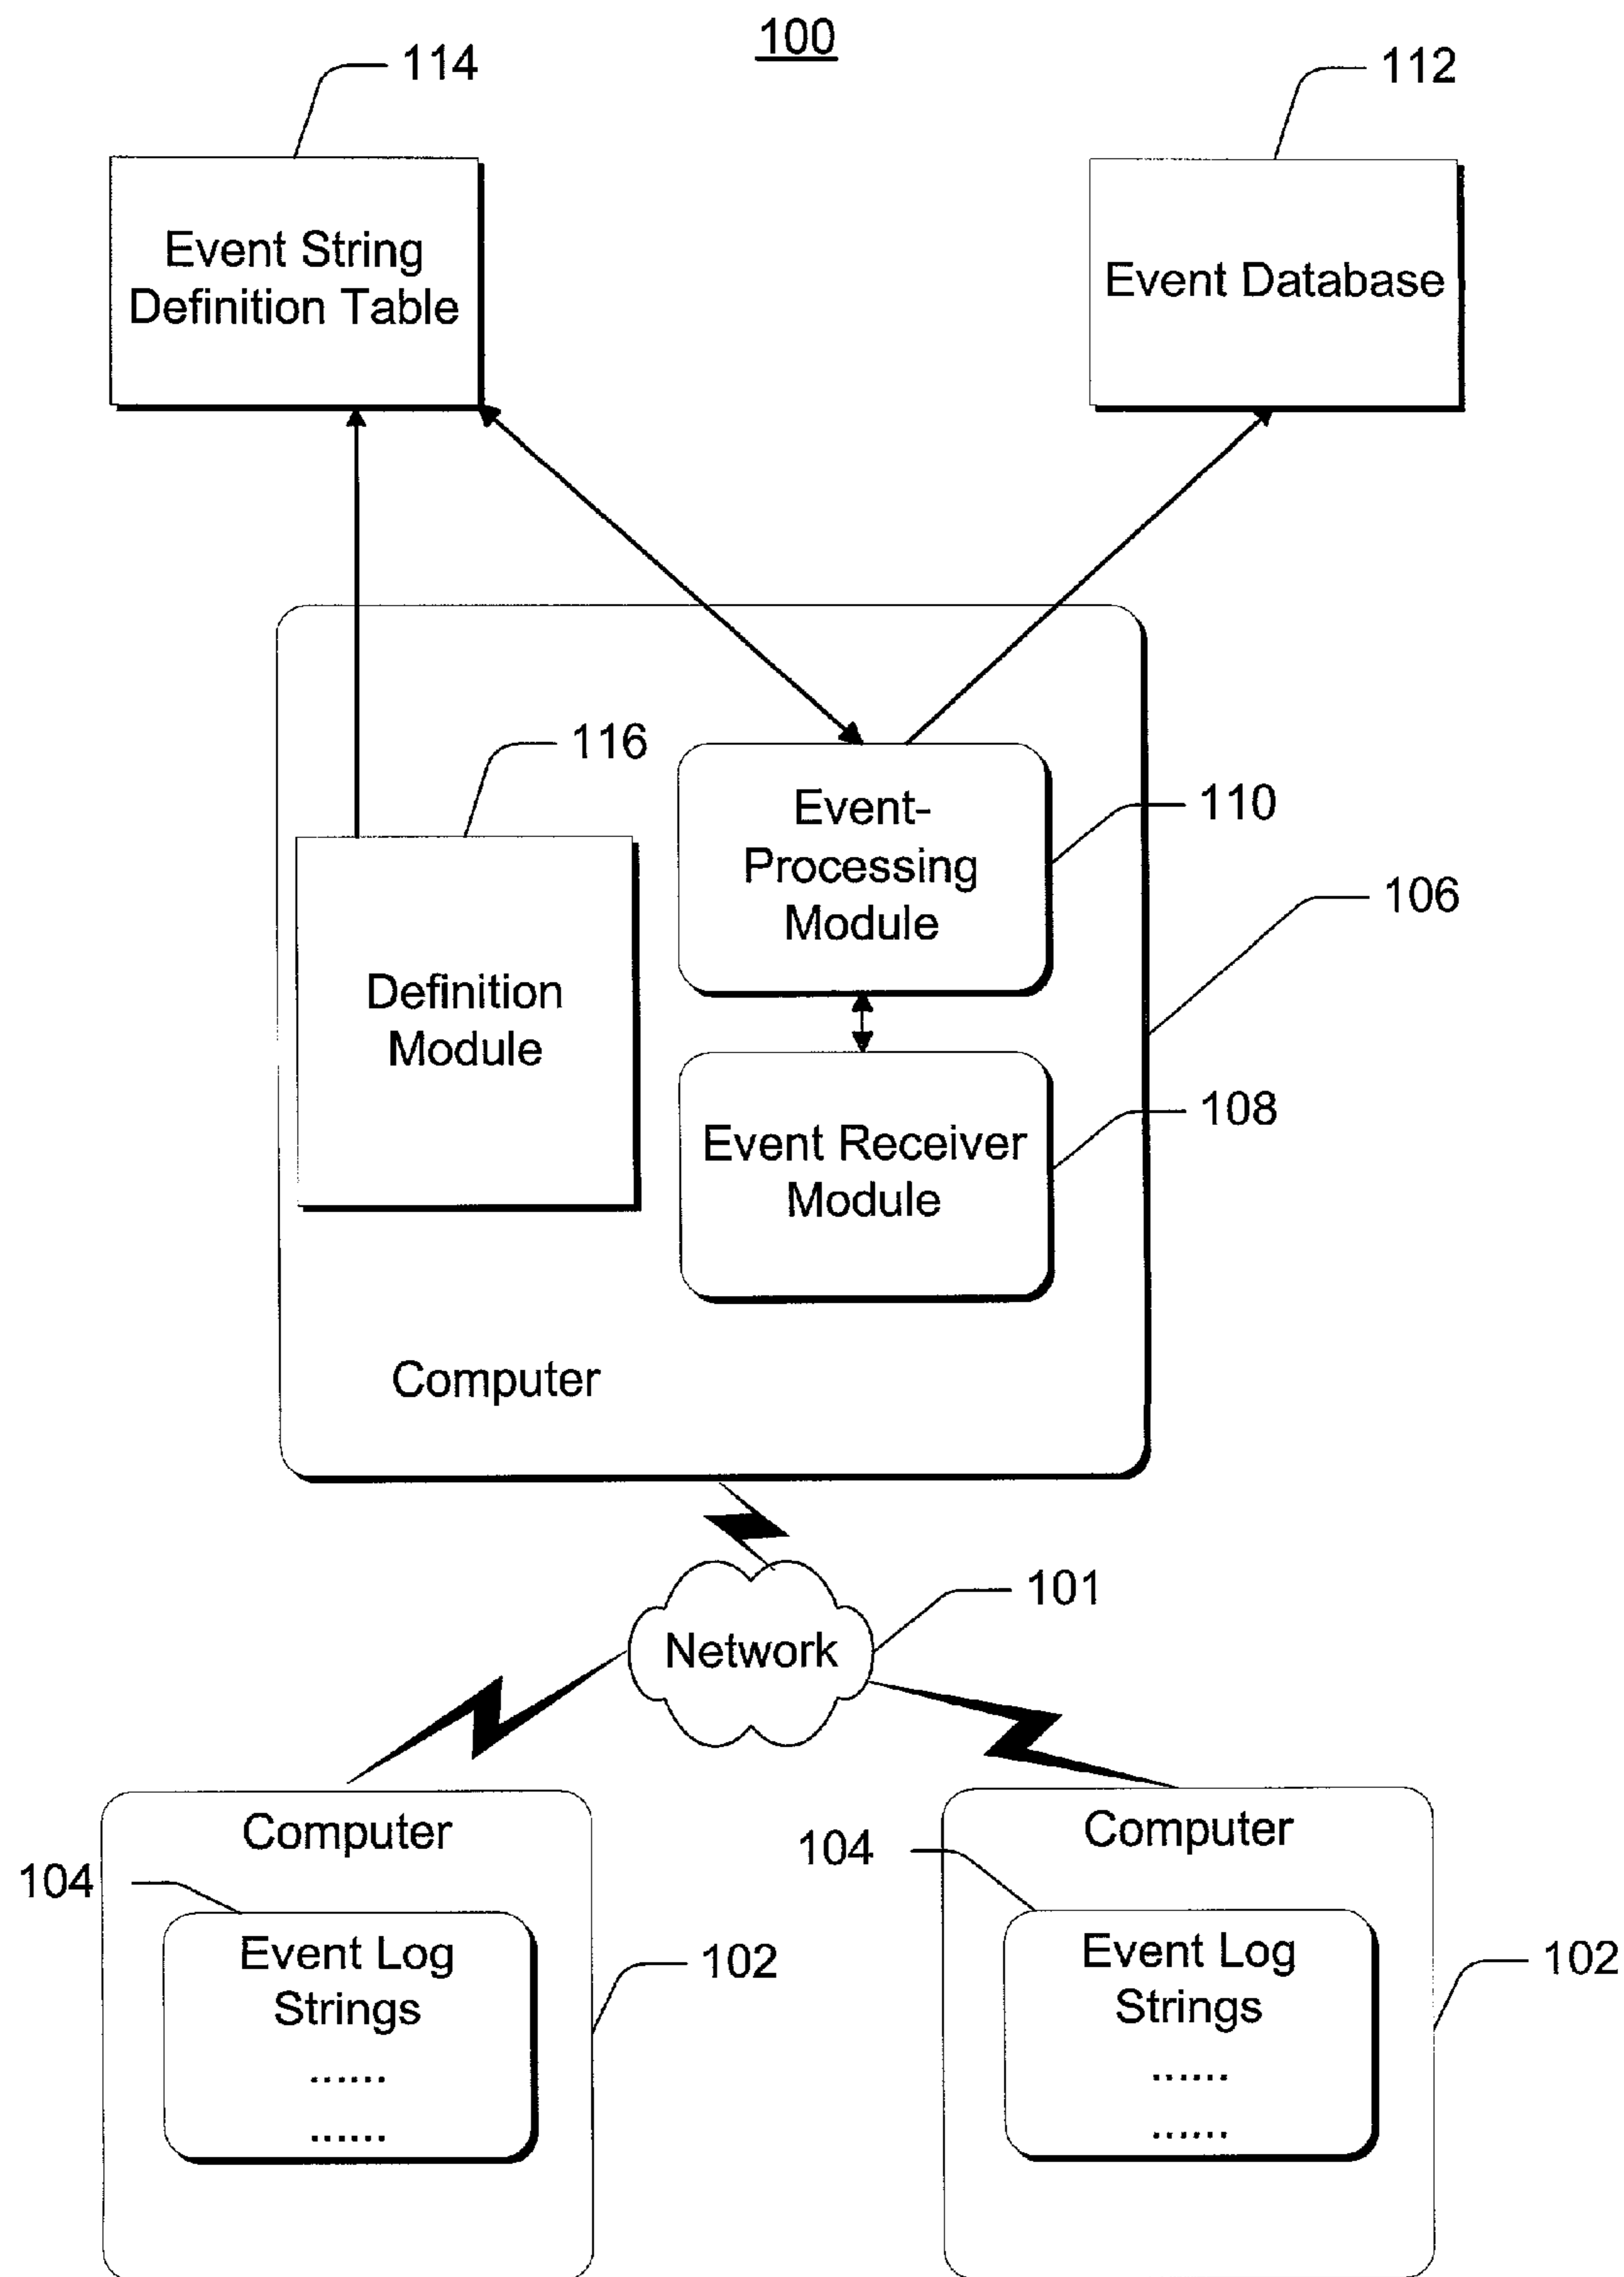 100
114
112
Event String
Definition Table
Event Database
116
Event-
Processing
Module
110
106
Definition
Module
Event Receiver
Module
108
Computer
101
Network
Computer
104
Event Log
Strings
......
......
102
Computer
104
Event Log
Strings
......
......
102